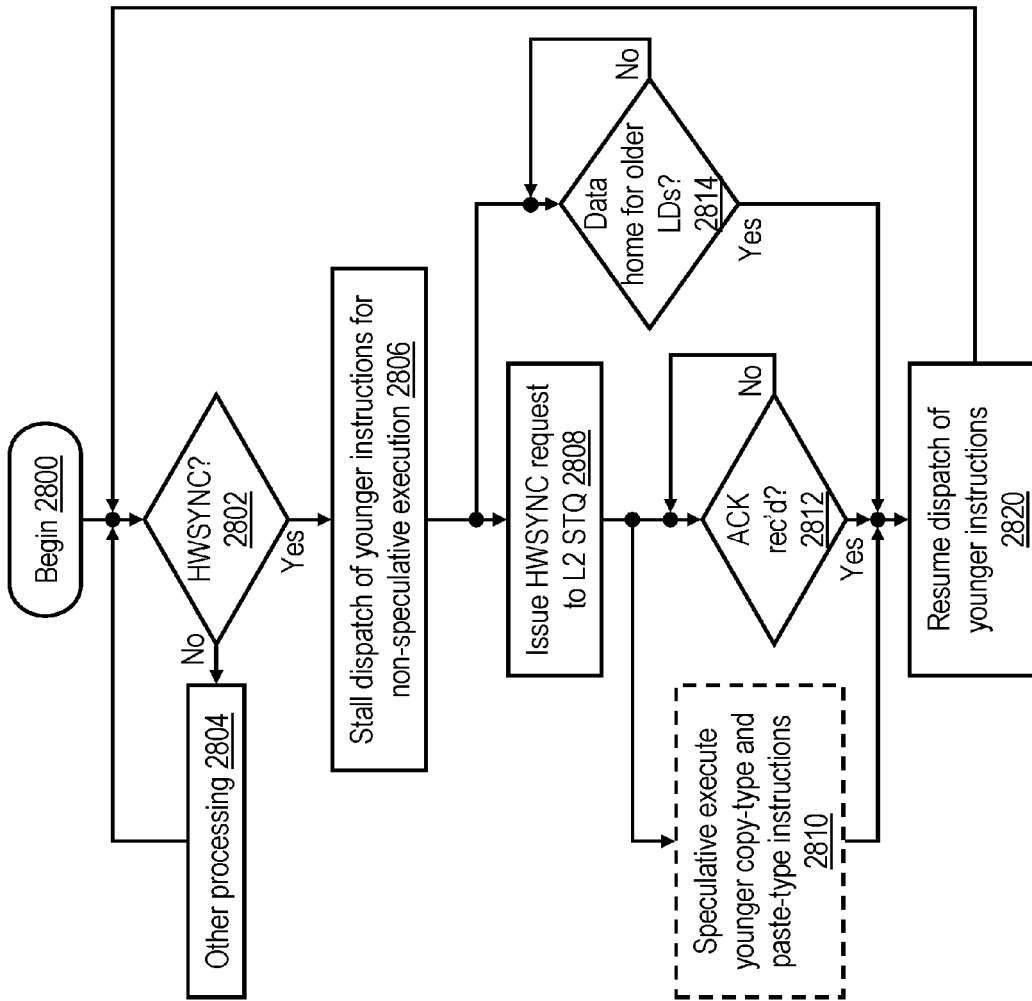 Begin 2800
HWSYNC?
2802
No
Yes
Other processing 2804
Stall dispatch of younger instructions for
non-speculative execution 2806
Issue HWSYNC request
to L2 STQ 2808
Data
home for older
LDs?
2814
No
Yes
Speculative execute
younger copy-type and
paste-type instructions
2810
ACK
rec'd?
2812
No
Yes
Resume dispatch of
younger instructions
2820